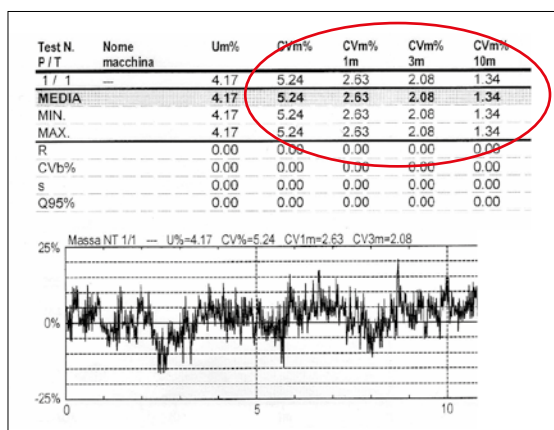 Test N. Nome Um% CVm% CVm% CVm% CVm%
P / T macchina 1m 3m 10m
1 / 1 --- 4.17 5.24 2.63 2.08 1.34
MEDIA 4.17 5.24 2.63 2.08 1.34
MIN. 4.17 5.24 2.63 2.08 1.34
MAX. 4.17 5.24 2.63 2.08 1.34
R 0.00 0.00 0.00 0.00 0.00
CVb% 0.00 0.00 0.00 0.00 0.00
s 0.00 0.00 0.00 0.00 0.00
Q95% 0.00 0.00 0.00 0.00 0.00
Massa NT 1/1 --- U%=4.17 CV%=5.24 CV1m=2.63 CV3m=2.08
25%
0%
-25%
0 5 10